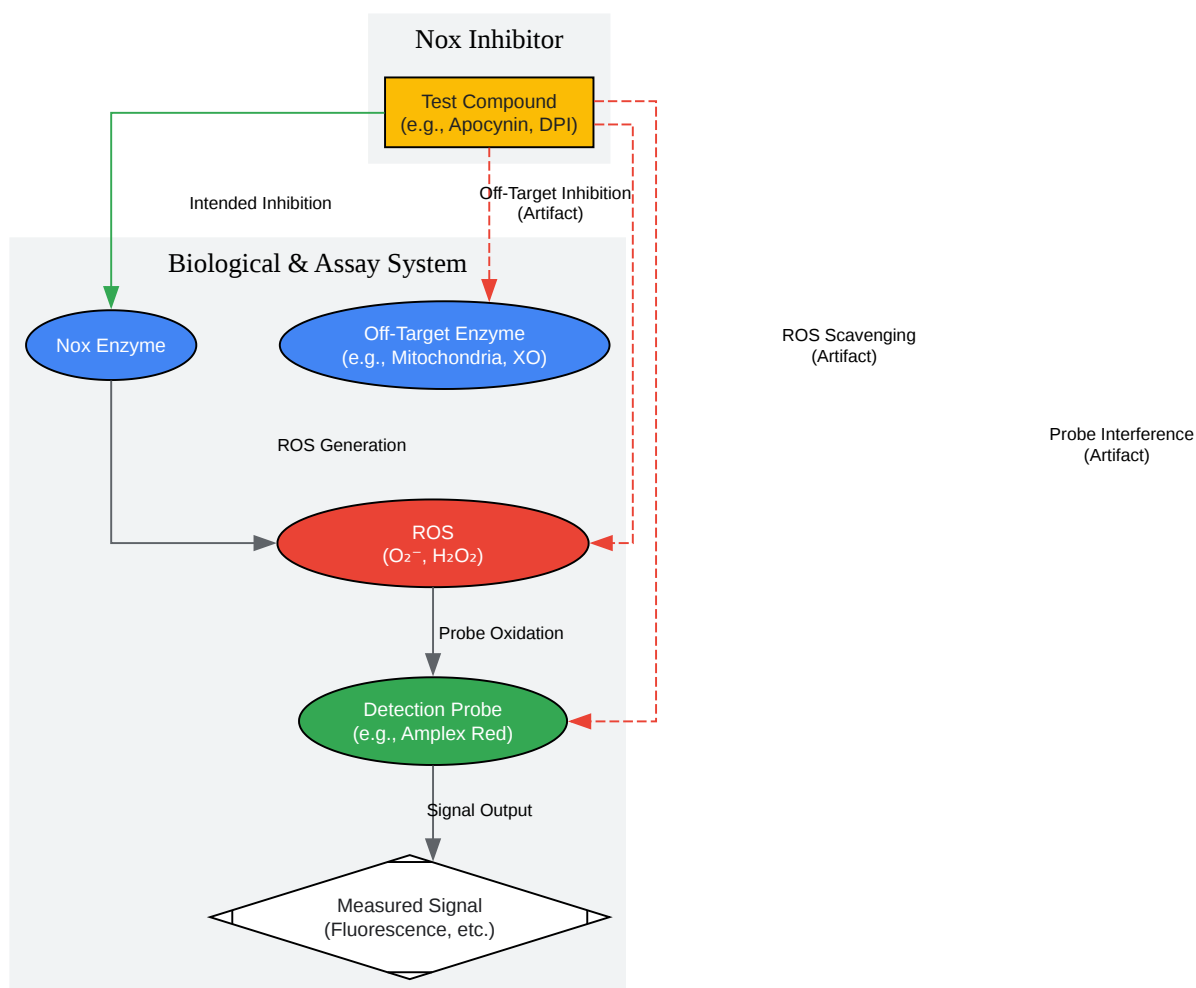 Nox Inhibitor
Test Compound
(e.g., Apocynin, DPI)
Intended Inhibition
Off-Target Inhibition
(Artifact)
Biological & Assay System
Nox Enzyme
Off-Target Enzyme
(e.g., Mitochondria, XO)
ROS Scavenging
(Artifact)
ROS Generation
Probe Interference
(Artifact)
ROS
(O₂⁻, H₂O₂)
Probe Oxidation
Detection Probe
(e.g., Amplex Red)
Signal Output
Measured Signal
(Fluorescence, etc.)